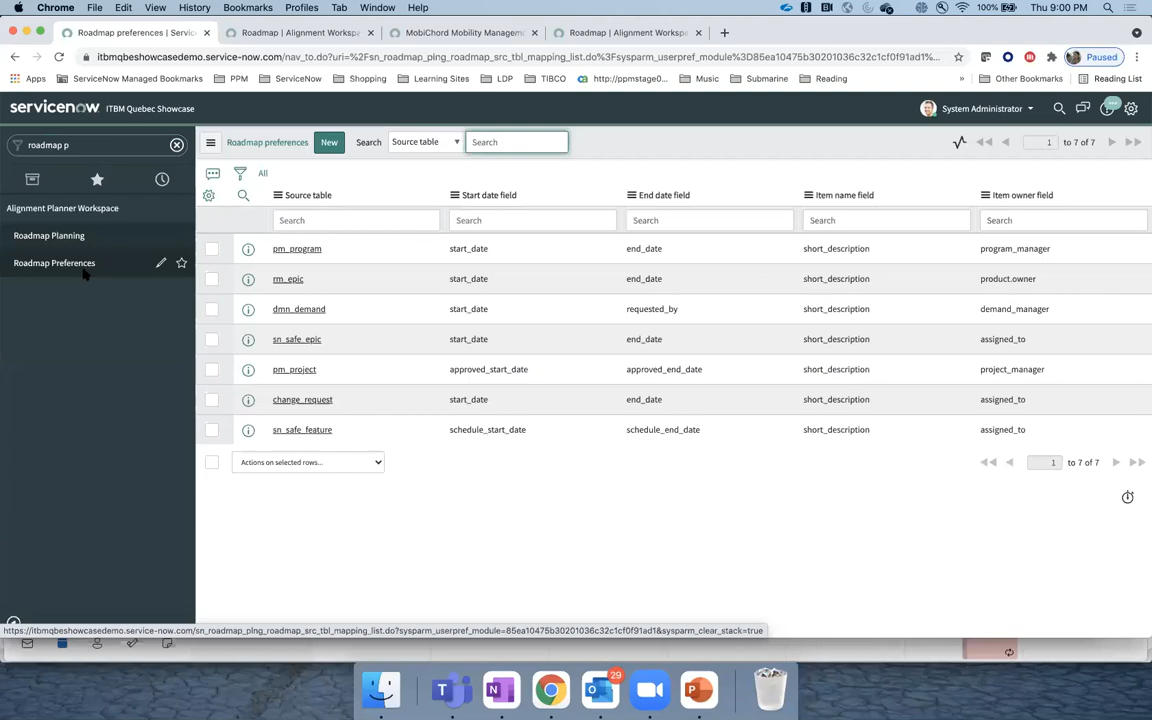 Chrome File Edit View History Bookmarks Profiles Tab Window Help 100% Thu 9:00 PM
Roadmap preferences | Servic × Roadmap | Alignment Workspa × MobiChord Mobility Manageme × Roadmap | Alignment Workspa × +
itbmqbeshowcasedemo.service-now.com/nav_to.do?uri=%2Fsn_roadmap_plng_roadmap_src_tbl_mapping_list.do%3Fsysparm_userpref_module%3D85ea10475b30201036c32c1cf0f91ad1%26sysparm_c... Paused
Apps ServiceNow Managed Bookmarks PPM ServiceNow Shopping Learning Sites LDP TIBCO http://ppmstage0... Music Submarine Reading » Other Bookmarks Reading List
servicenow ITBM Quebec Showcase System Administrator
roadmap p
Roadmap preferences New Search Source table Search 1 to 7 of 7
All
Alignment Planner Workspace
Roadmap Planning
Roadmap Preferences
Source table Start date field End date field Item name field Item owner field
Search Search Search Search Search
pm_program start_date end_date short_description program_manager
rm_epic start_date end_date short_description product.owner
dmn_demand start_date requested_by short_description demand_manager
sn_safe_epic start_date end_date short_description assigned_to
pm_project approved_start_date approved_end_date short_description project_manager
change_request start_date end_date short_description assigned_to
sn_safe_feature schedule_start_date schedule_end_date short_description assigned_to
Actions on selected rows... 1 to 7 of 7
https://itbmqbeshowcasedemo.service-now.com/sn_roadmap_plng_roadmap_src_tbl_mapping_list.do?sysparm_userpref_module=85ea10475b30201036c32c1cf0f91ad1&sysparm_clear_stack=true
29